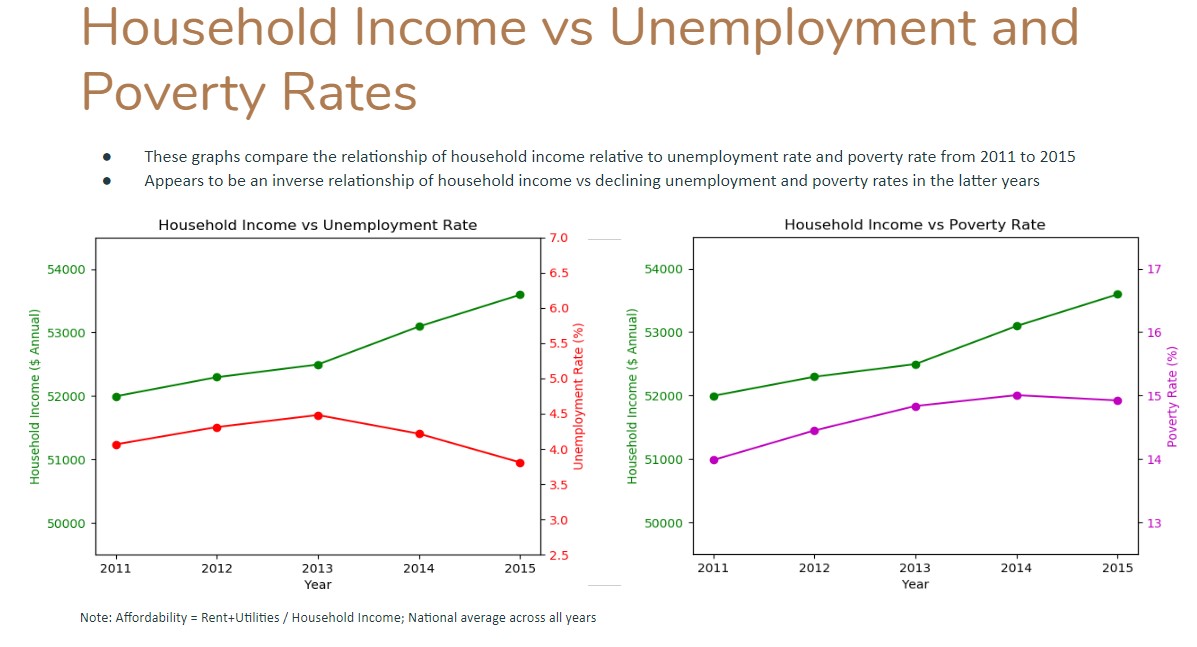 Household Income vs Unemployment and
Poverty Rates
● These graphs compare the relationship of household income relative to unemployment rate and poverty rate from 2011 to 2015
● Appears to be an inverse relationship of household income vs declining unemployment and poverty rates in the latter years
Household Income vs Unemployment Rate
Household Income ($ Annual)
54000
53000
52000
51000
50000
7.0
6.5
6.0
5.5
5.0
4.5
4.0
3.5
3.0
2.5
Unemployment Rate (%)
2011 2012 2013 2014 2015
Year
Household Income vs Poverty Rate
Household Income ($ Annual)
54000
53000
52000
51000
50000
17
16
15
14
13
Poverty Rate (%)
2011 2012 2013 2014 2015
Year
Note: Affordability = Rent+Utilities / Household Income; National average across all years